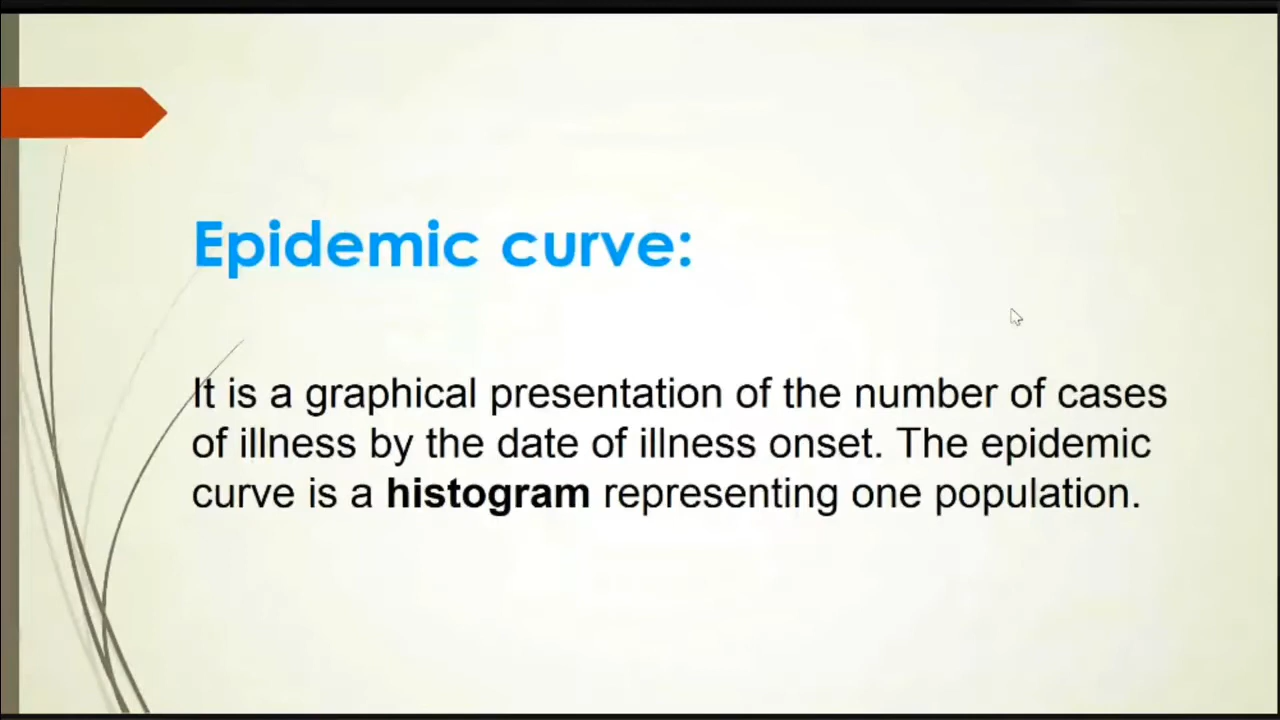 Epidemic curve:
It is a graphical presentation of the number of cases
of illness by the date of illness onset. The epidemic
curve is a histogram representing one population.